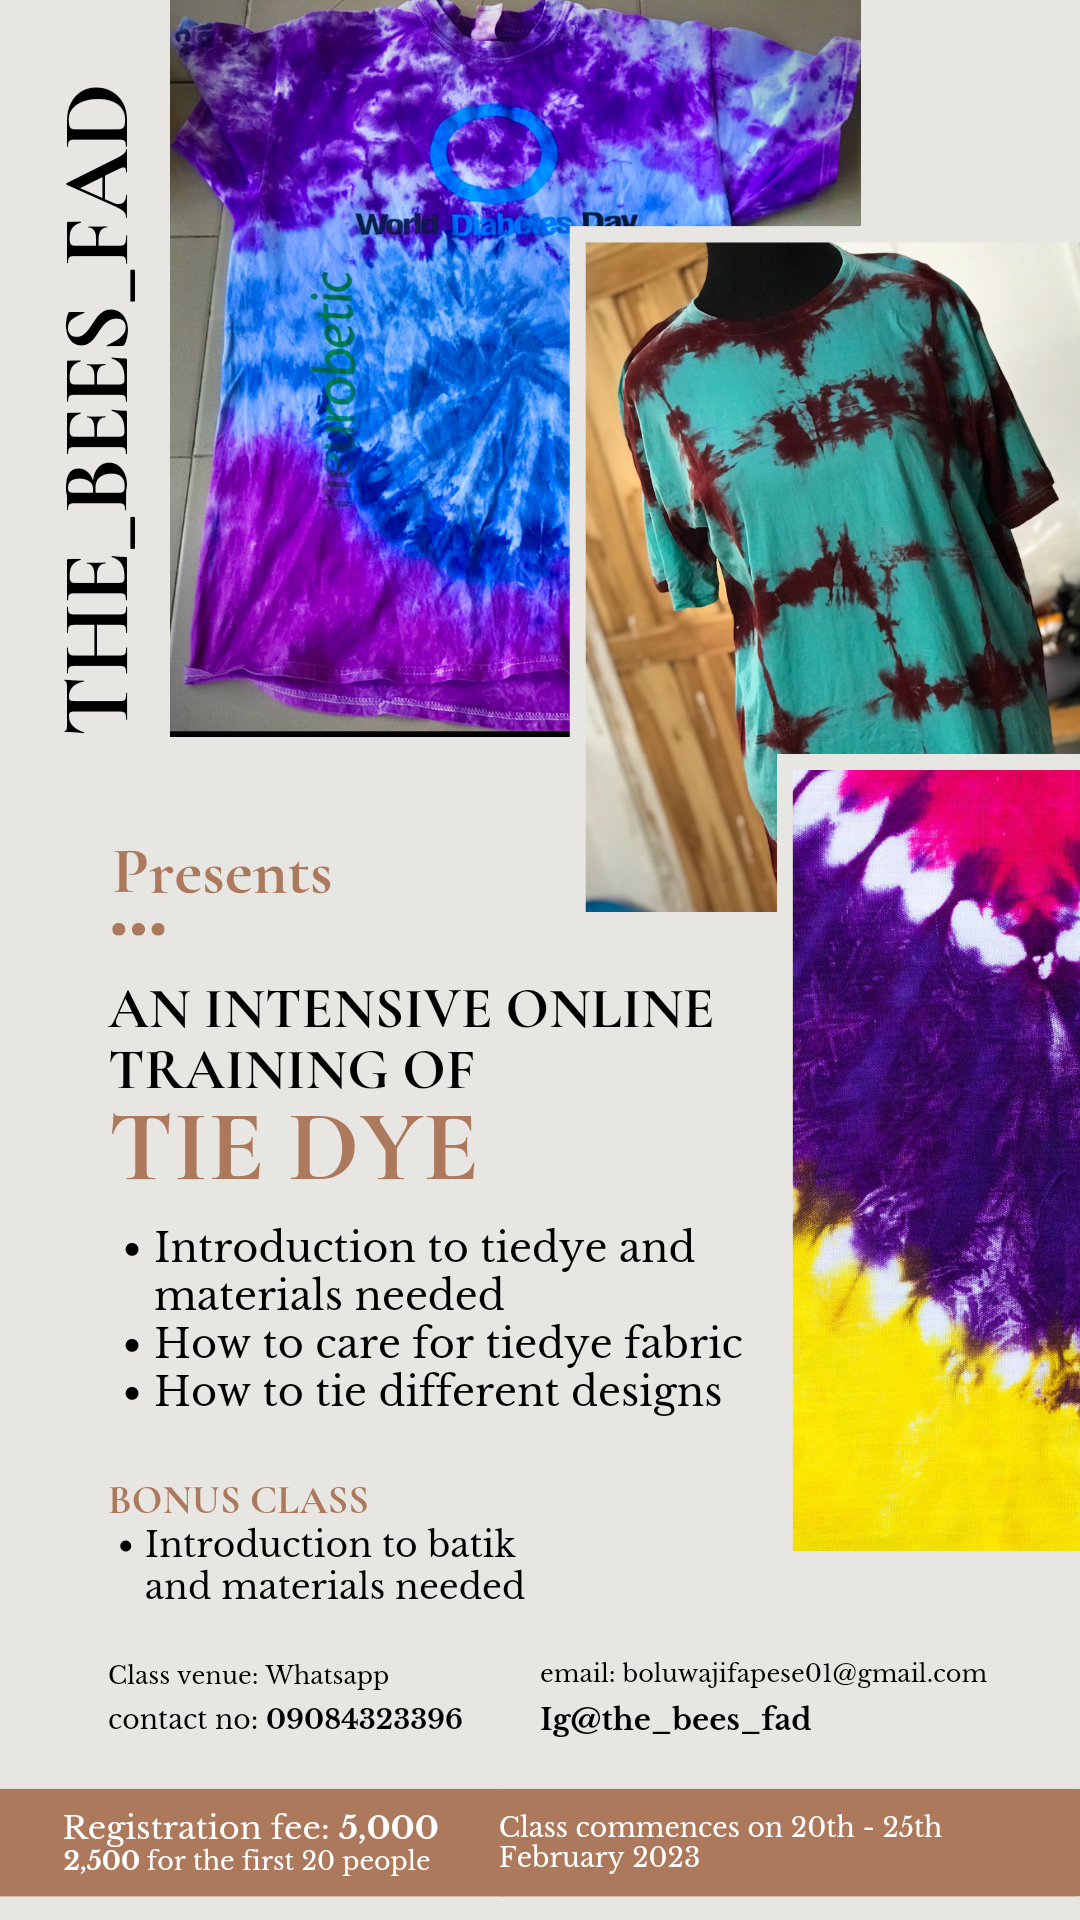 THE_BEES_FAD
World Diabetes Day
neurobetic
Presents
...
AN INTENSIVE ONLINE
TRAINING OF
TIE DYE
• Introduction to tiedye and
materials needed
• How to care for tiedye fabric
• How to tie different designs
BONUS CLASS
• Introduction to batik
and materials needed
Class venue: Whatsapp
contact no: 09084323396
email: boluwajifapese01@gmail.com
Ig@the_bees_fad
Registration fee: 5,000
2,500 for the first 20 people
Class commences on 20th - 25th
February 2023